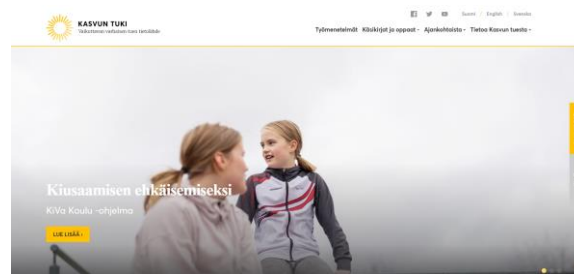 Suomi | English | Svenska
KASVUN TUKI
Työmenetelmät Käsikirjat ja oppaat Ajankohtaista Tietoa Kasvun tuesta
Kiusaamisen ehkäisemiseksi
KiVa Koulu -ohjelma
LUE LISÄÄ ›